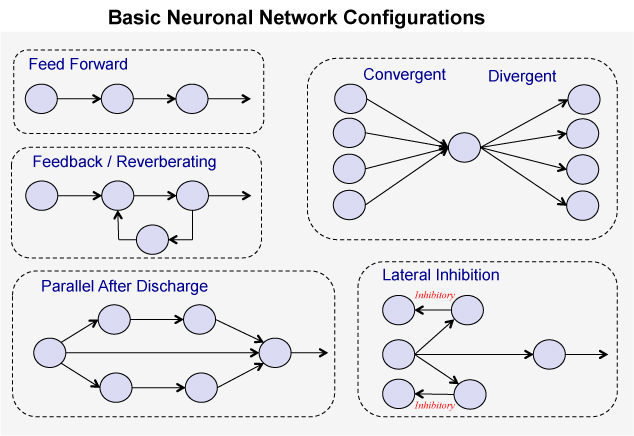 Basic Neuronal Network Configurations
Feed Forward
Convergent
Divergent
Feedback / Reverberating
Parallel After Discharge
Lateral Inhibition
Inhibitory
Inhibitory